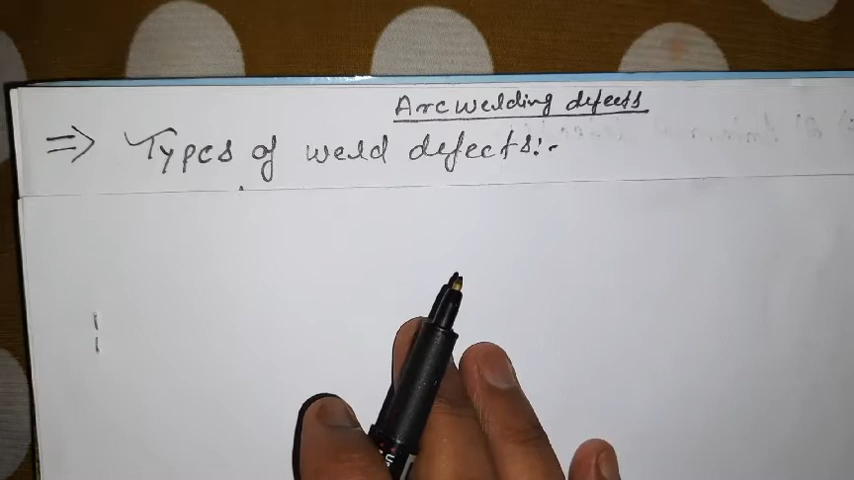 Arc welding defects
⇒ Types of weld defects:-